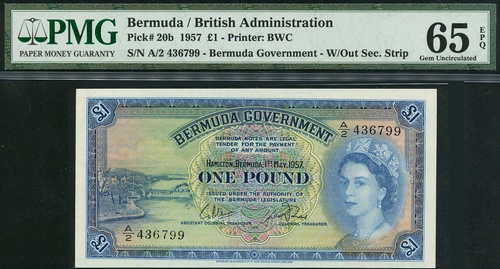 PMG
PAPER MONEY GUARANTY
Bermuda / British Administration
Pick# 20b 1957 £1 - Printer: BWC
S/N A/2 436799 - Bermuda Government - W/Out Sec. Strip
65 EPQ
Gem Uncirculated
£1
£1
BERMUDA GOVERNMENT
BERMUDA NOTES ARE LEGAL
TENDER FOR THE PAYMENT
OF ANY AMOUNT.
A/2 436799
HAMILTON, BERMUDA, 1ST MAY, 1957.
ONE POUND
ISSUED UNDER THE AUTHORITY OF
THE BERMUDA LEGISLATURE
ASSISTANT COLONIAL TREASURER.
COLONIAL TREASURER.
A/2 436799
£1
£1